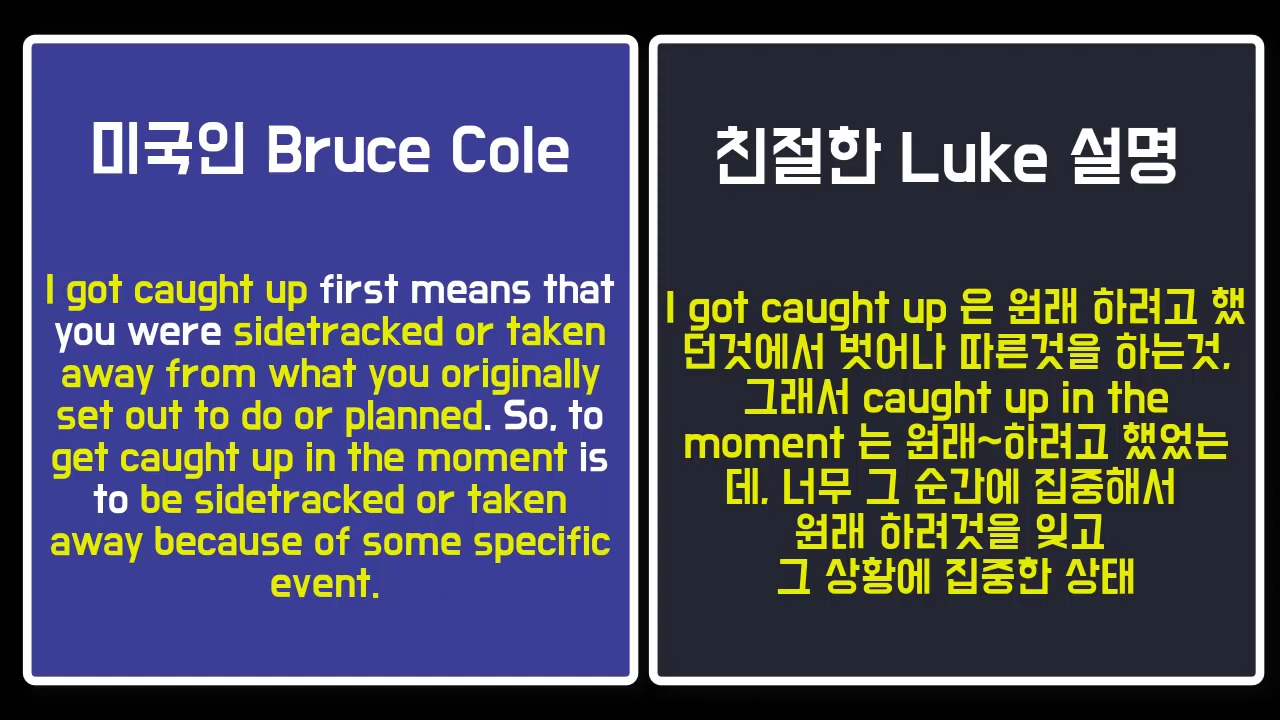 미국인 Bruce Cole
I got caught up first means that
you were sidetracked or taken
away from what you originally
set out to do or planned. So, to
get caught up in the moment is
to be sidetracked or taken
away because of some specific
event.
친절한 Luke 설명
I got caught up 은 원래 하려고 했
던것에서 벗어나 따른것을 하는것,
그래서 caught up in the
moment 는 원래~하려고 했었는
데, 너무 그 순간에 집중해서
원래 하려것을 잊고
그 상황에 집중한 상태